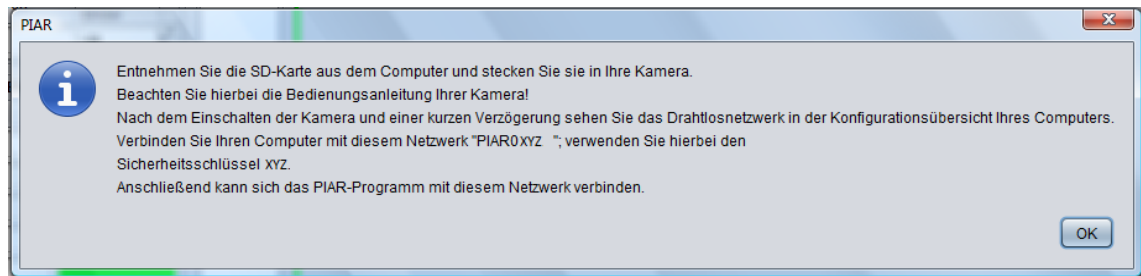 PIAR
Entnehmen Sie die SD-Karte aus dem Computer und stecken Sie sie in Ihre Kamera.
Beachten Sie hierbei die Bedienungsanleitung Ihrer Kamera!
Nach dem Einschalten der Kamera und einer kurzen Verzögerung sehen Sie das Drahtlosnetzwerk in der Konfigurationsübersicht Ihres Computers.
Verbinden Sie Ihren Computer mit diesem Netzwerk "PIAR0XYZ "; verwenden Sie hierbei den
Sicherheitsschlüssel XYZ.
Anschließend kann sich das PIAR-Programm mit diesem Netzwerk verbinden.
OK